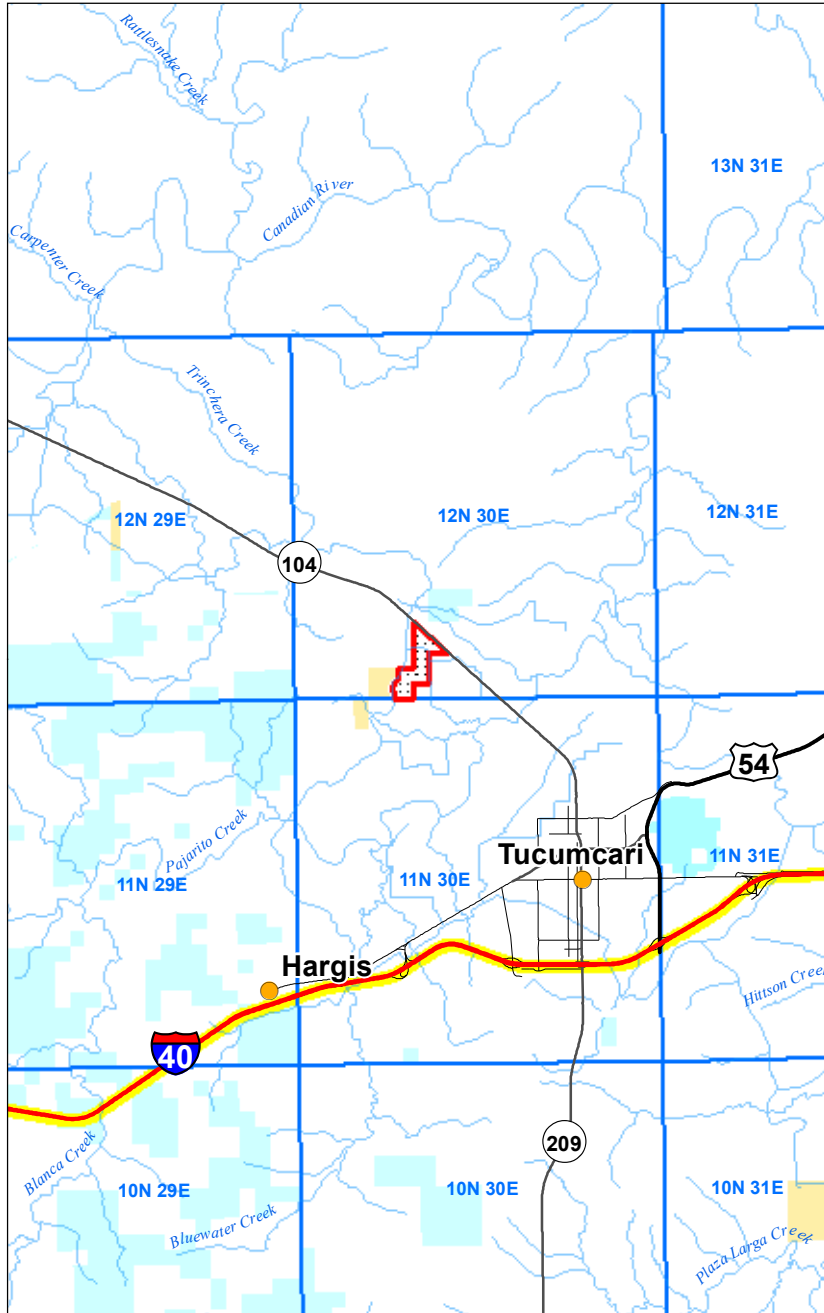 Rattlesnake Creek
13N 31E
Canadian River
Carpenter Creek
Trinchera Creek
12N 29E
12N 30E
12N 31E
104
54
Pajarito Creek
Tucumcari
11N 31E
11N 29E
11N 30E
Hargis
Hittson Creek
40
209
Blanca Creek
10N 29E
10N 30E
10N 31E
Bluewater Creek
Plaza Larga Creek